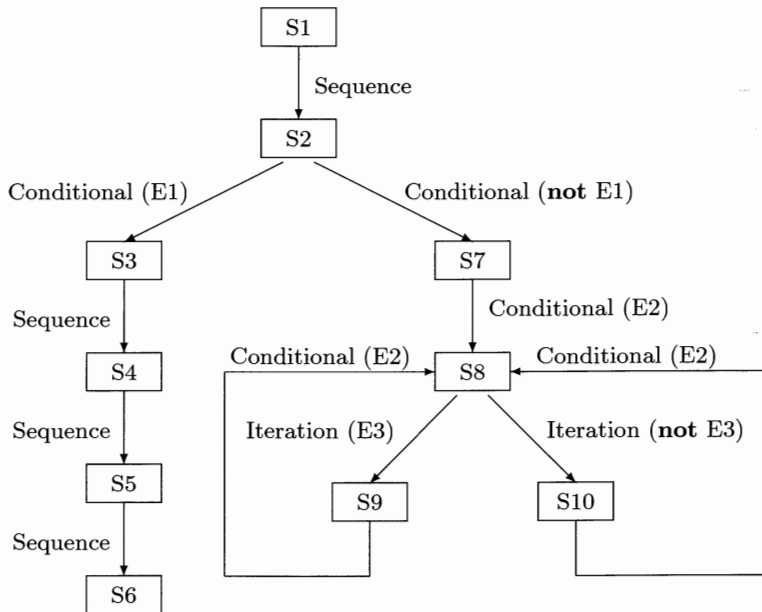 S1
Sequence
S2
Conditional (E1)
Conditional (not E1)
S3
S7
Sequence
Conditional (E2)
Conditional (E2)
Conditional (E2)
S4
S8
Sequence
Iteration (E3)
Iteration (not E3)
S5
S9
S10
Sequence
S6